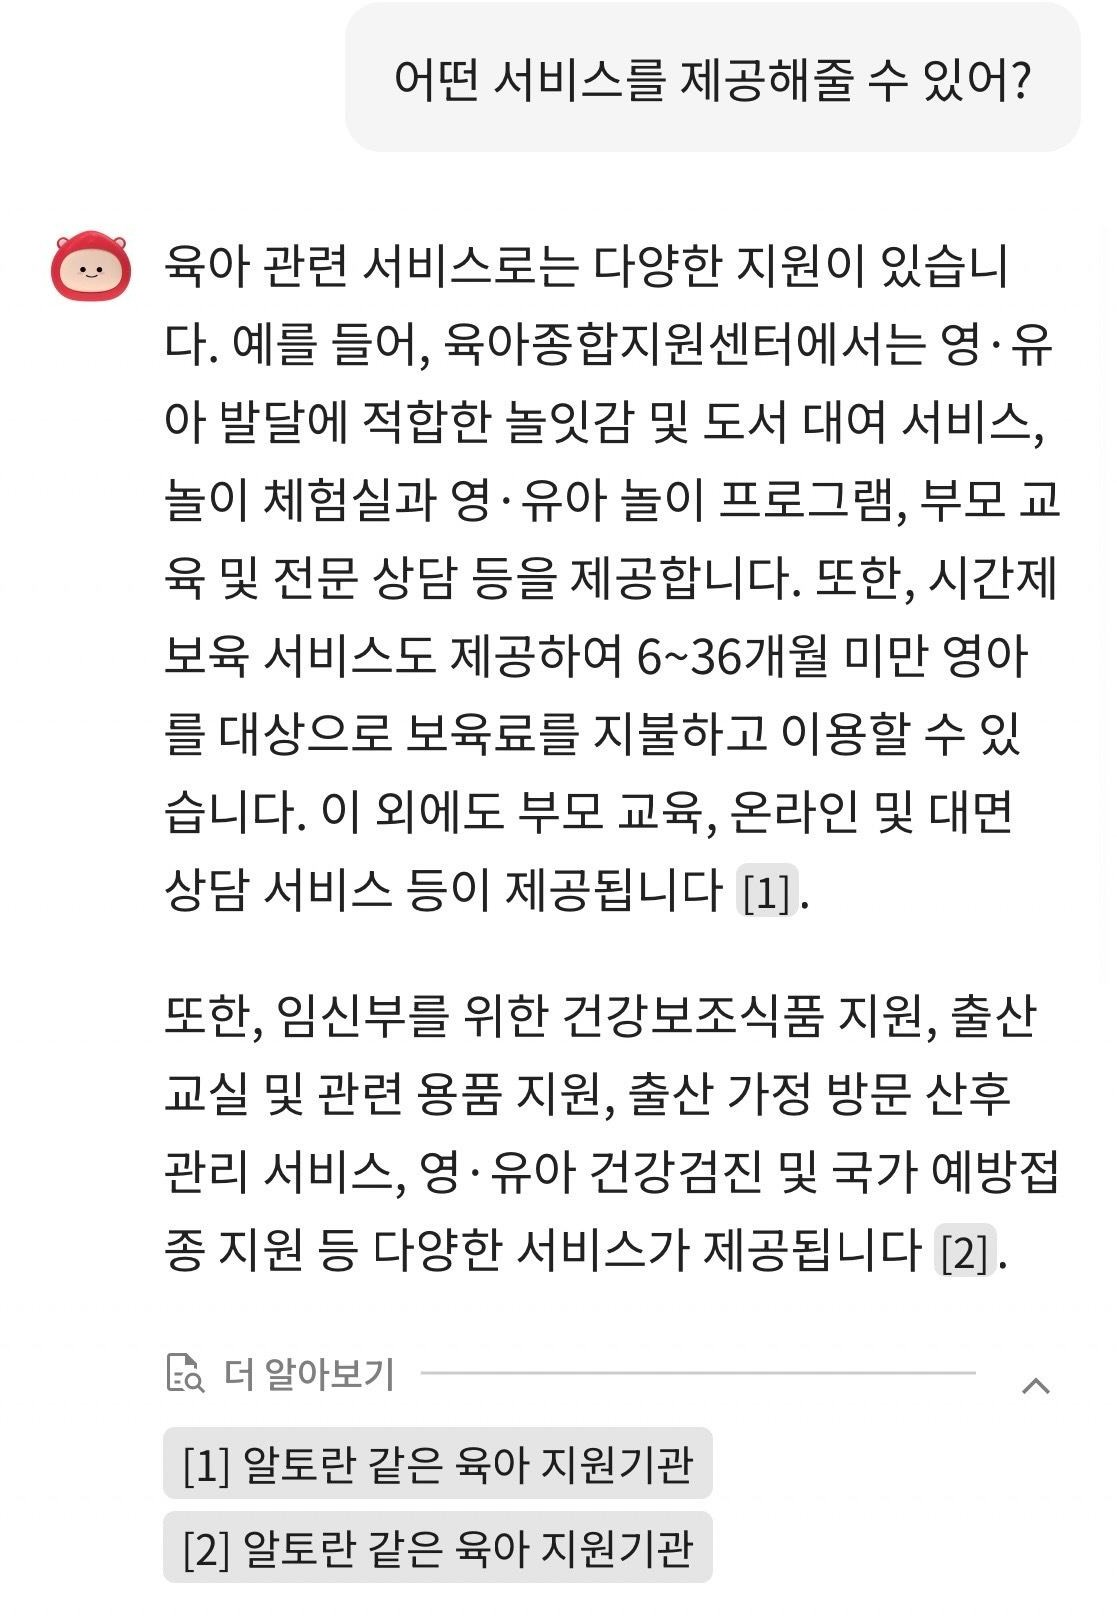 어떤 서비스를 제공해줄 수 있어?
육아 관련 서비스로는 다양한 지원이 있습니
다. 예를 들어, 육아종합지원센터에서는 영·유
아 발달에 적합한 놀잇감 및 도서 대여 서비스,
놀이 체험실과 영·유아 놀이 프로그램, 부모 교
육 및 전문 상담 등을 제공합니다. 또한, 시간제
보육 서비스도 제공하여 6~36개월 미만 영아
를 대상으로 보육료를 지불하고 이용할 수 있
습니다. 이 외에도 부모 교육, 온라인 및 대면
상담 서비스 등이 제공됩니다 [1].
또한, 임신부를 위한 건강보조식품 지원, 출산
교실 및 관련 용품 지원, 출산 가정 방문 산후
관리 서비스, 영·유아 건강검진 및 국가 예방접
종 지원 등 다양한 서비스가 제공됩니다 [2].
더 알아보기
[1] 알토란 같은 육아 지원기관
[2] 알토란 같은 육아 지원기관